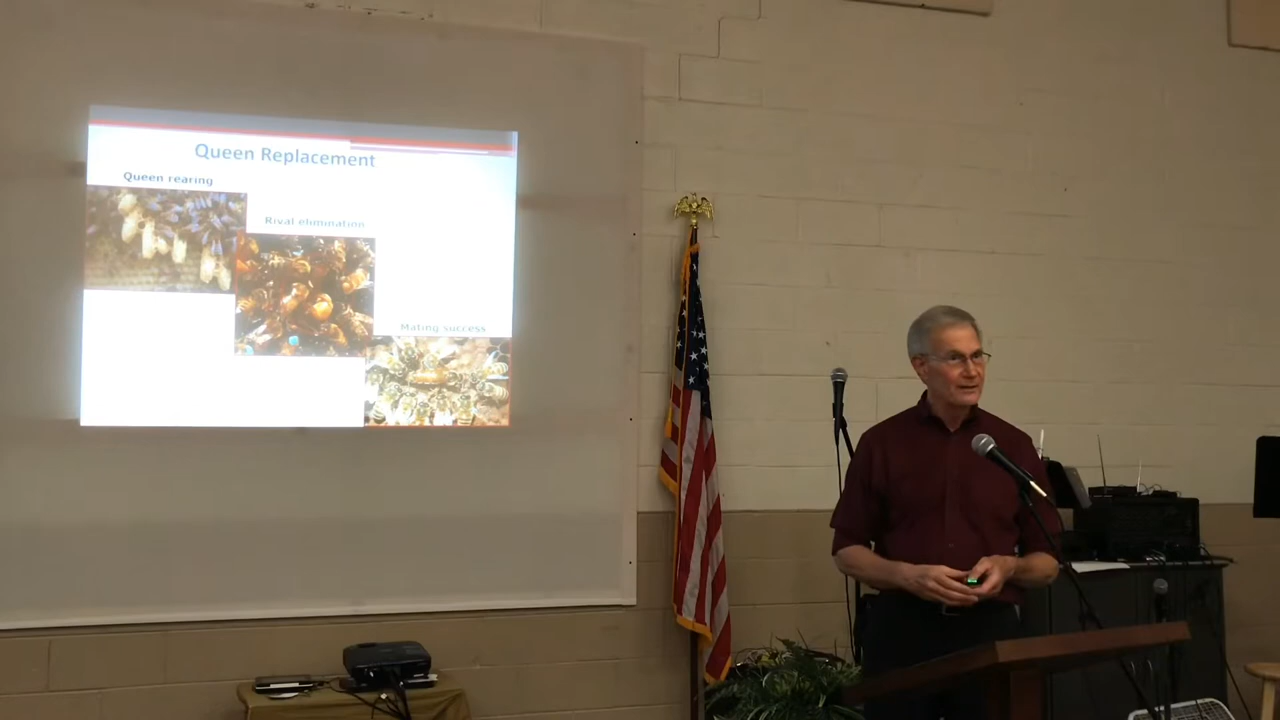 Queen Replacement
Queen rearing
Rival elimination
Mating success